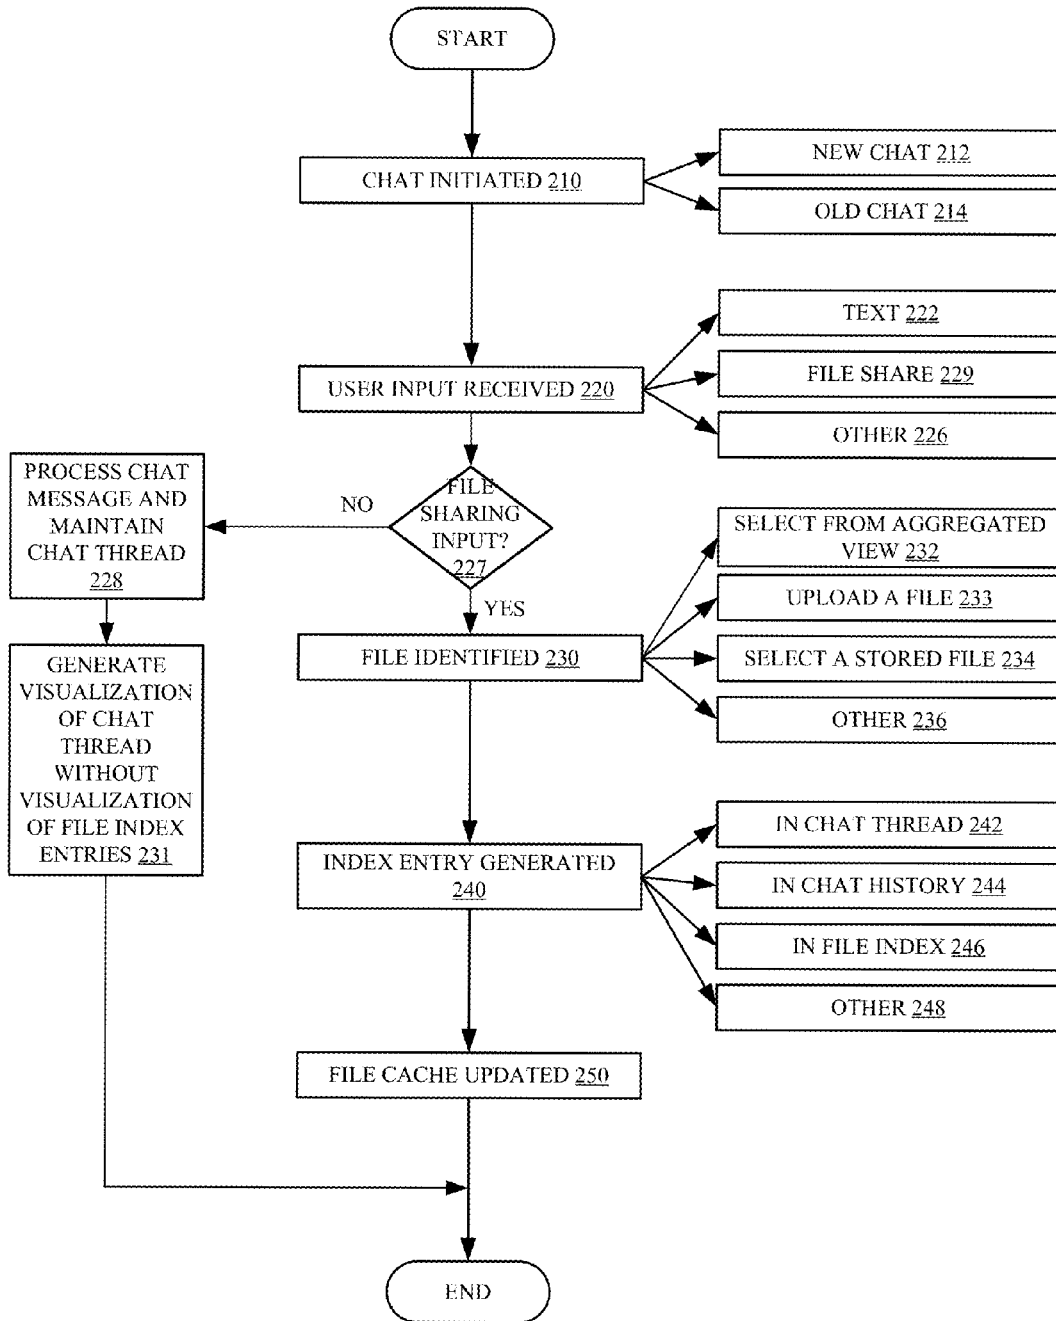 START
CHAT INITIATED 210
NEW CHAT 212
OLD CHAT 214
USER INPUT RECEIVED 220
TEXT 222
FILE SHARE 229
OTHER 226
FILE
SHARING
INPUT?
227
NO
YES
PROCESS CHAT
MESSAGE AND
MAINTAIN
CHAT THREAD
228
GENERATE
VISUALIZATION
OF CHAT
THREAD
WITHOUT
VISUALIZATION
OF FILE INDEX
ENTRIES 231
FILE IDENTIFIED 230
SELECT FROM AGGREGATED
VIEW 232
UPLOAD A FILE 233
SELECT A STORED FILE 234
OTHER 236
INDEX ENTRY GENERATED
240
IN CHAT THREAD 242
IN CHAT HISTORY 244
IN FILE INDEX 246
OTHER 248
FILE CACHE UPDATED 250
END